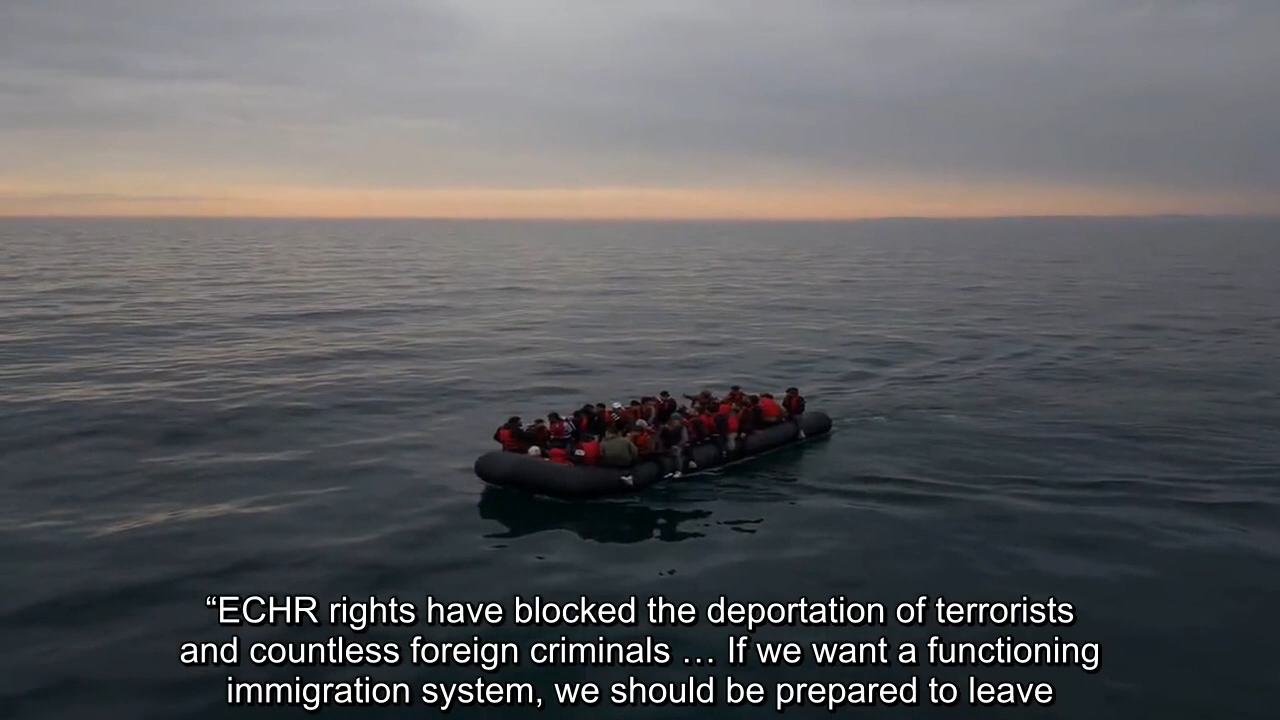 “ECHR rights have blocked the deportation of terrorists
and countless foreign criminals … If we want a functioning
immigration system, we should be prepared to leave